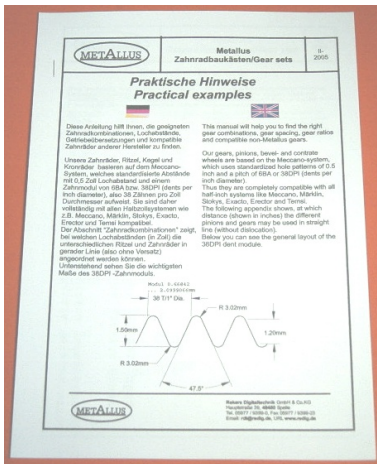 METALLUS
Metallus
Zahnradbaukästen/Gear sets
II-
2005
Praktische Hinweise
Practical examples
Diese Anleitung hilft Ihnen, die geeigneten
Zahnradkombinationen, Lochabstände,
Getriebeübersetzungen und kompatible
Zahnräder anderer Hersteller zu finden.
Unsere Zahnräder, Ritzel, Kegel und
Kronräder basieren auf dem Meccano-
System, welches standardisierte Abstände
mit 0,5 Zoll Lochabstand und einem
Zahnmodul von 6BA bzw. 38DPI (dents per
inch diameter), also 38 Zähnen pro Zoll
Durchmesser aufweist. Sie sind daher
vollständig mit allen Halbzollsystemen wie
z.B. Meccano, Märklin, Stokys, Exacto,
Erector und Temsi kompatibel.
Der Abschnitt "Zahnradkombinationen" zeigt,
bei welchen Lochabständen (in Zoll) die
unterschiedlichen Ritzel und Zahnräder in
gerader Linie (also ohne Versatz)
angeordnet werden können.
Untenstehend sehen Sie die wichtigsten
Maße des 38DPI -Zahnmoduls.
This manual will help you to find the right
gear combinations, gear spacing, gear ratios
and compatible non-Metallus gears.
Our gears, pinions, bevel- and contrate
wheels are based on the Meccano-system,
which uses standardized hole patterns of 0.5
inch and a pitch of 6BA or 38DPI (dents per
inch diameter).
Thus they are completely compatible with all
half-inch systems like Meccano, Märklin,
Stokys, Exacto, Erector and Temsi.
The following appendix shows, at which
distance (shown in inches) the different
pinions and gears may be used in straight
line (without dislocation).
Below you can see the general layout of the
38DPI dent module.
Modul
38 T/1" Dia.
R 3.02mm
1.20mm
R 3.02mm
47,5°
METALLUS
Digitaltechnik GmbH & Co.KG